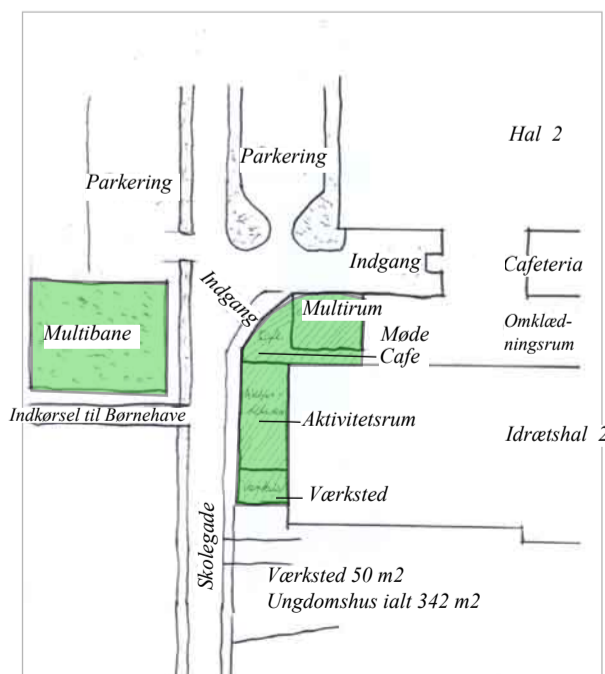 Hal 2
Parkering
Parkering
Indgang
Indgang
Cafeteria
Multirum
Multibane
Møde
Cafe
Omklæd-
ningsrum
Indkørsel til Børnehave
Aktivitetsrum
Idrætshal 2
Værksted
Skolegade
Værksted 50 m2
Ungdomshus ialt 342 m2